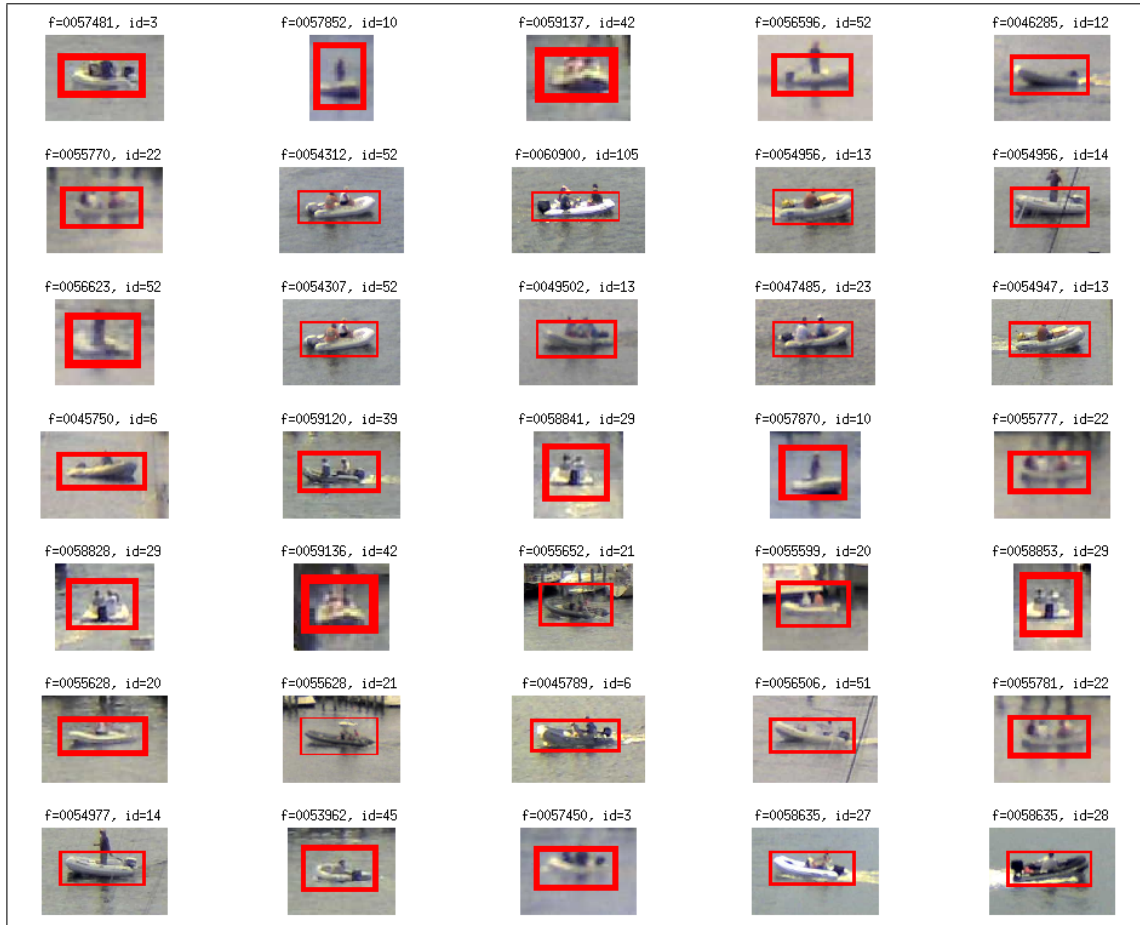 f=0057481, id=3
f=0057852, id=10
f=0059137, id=42
f=0056596, id=52
f=0046285, id=12
f=0055770, id=22
f=0054312, id=52
f=0060900, id=105
f=0054956, id=13
f=0054956, id=14
f=0056623, id=52
f=0054307, id=52
f=0049502, id=13
f=0047485, id=23
f=0054947, id=13
f=0045750, id=6
f=0059120, id=39
f=0058841, id=29
f=0057870, id=10
f=0055777, id=22
f=0058828, id=29
f=0059136, id=42
f=0055652, id=21
f=0055599, id=20
f=0058853, id=29
f=0055628, id=20
f=0055628, id=21
f=0045789, id=6
f=0056506, id=51
f=0055781, id=22
f=0054977, id=14
f=0053962, id=45
f=0057450, id=3
f=0058635, id=27
f=0058635, id=28